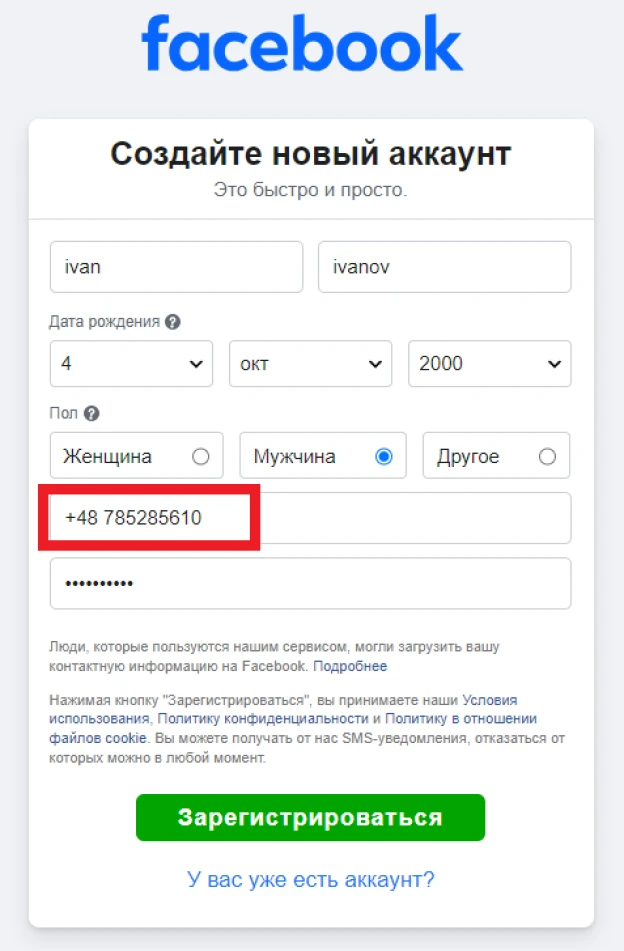 facebook
Создайте новый аккаунт
Это быстро и просто.
ivan ivanov
Дата рождения ?
4 окт 2000
Пол ?
Женщина Мужчина Другое
+48 785285610
••••••••••
Люди, которые пользуются нашим сервисом, могли загрузить вашу
контактную информацию на Facebook. Подробнее
Нажимая кнопку "Зарегистрироваться", вы принимаете наши Условия
использования, Политику конфиденциальности и Политику в отношении
файлов cookie. Вы можете получать от нас SMS-уведомления, отказаться от
которых можно в любой момент.
Зарегистрироваться
У вас уже есть аккаунт?